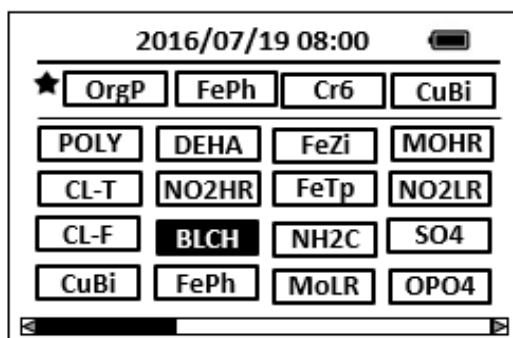 2016/07/19 08:00
OrgP FePh Cr6 CuBi
POLY DEHA FeZi MOHR
CL-T NO2HR FeTp NO2LR
CL-F BLCH NH2C SO4
CuBi FePh MoLR OPO4